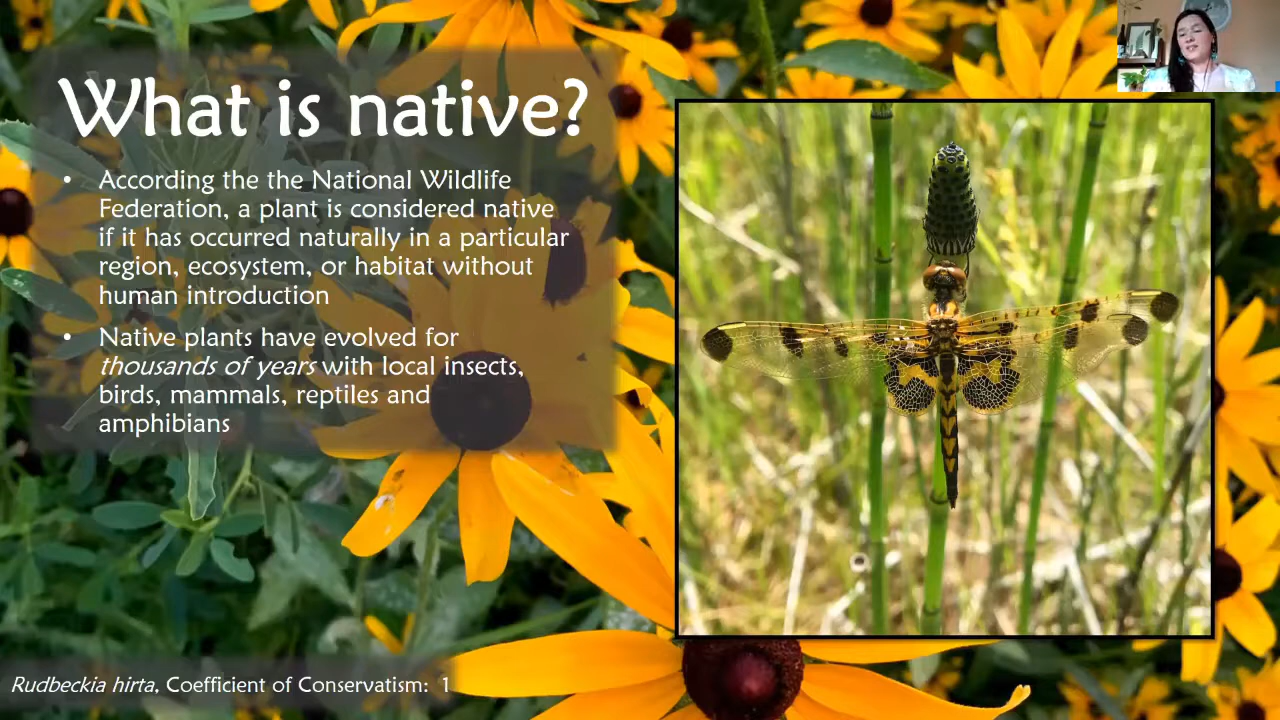 What is native?
• According the the National Wildlife
Federation, a plant is considered native
if it has occurred naturally in a particular
region, ecosystem, or habitat without
human introduction
• Native plants have evolved for
thousands of years with local insects,
birds, mammals, reptiles and
amphibians
Rudbeckia hirta, Coefficient of Conservatism: 1